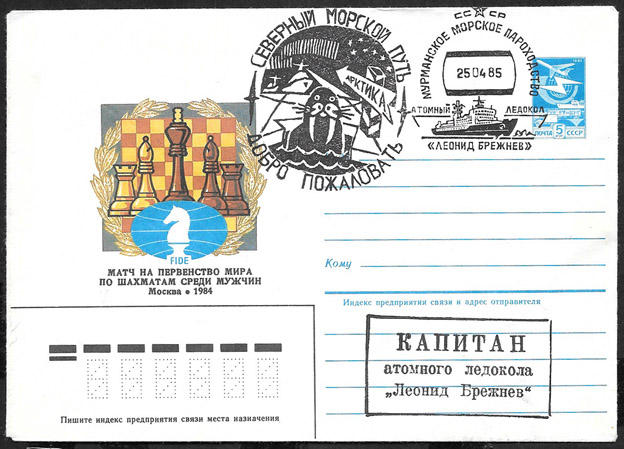 СЕВЕРНЫЙ МОРСКОЙ ПУТЬ
АРКТИКА
ДОБРО ПОЖАЛОВАТЬ
СССР
МУРМАНСКОЕ МОРСКОЕ ПАРОХОДСТВО
25 04 85
АТОМНЫЙ ЛЕДОКОЛ
«ЛЕОНИД БРЕЖНЕВ»
ПОЧТА 5 СССР
FIDE
МАТЧ НА ПЕРВЕНСТВО МИРА
ПО ШАХМАТАМ СРЕДИ МУЖЧИН
Москва • 1984
Кому
Индекс предприятия связи и адрес отправителя
КАПИТАН
атомного ледокола
„Леонид Брежнев"
Пишите индекс предприятия связи места назначения